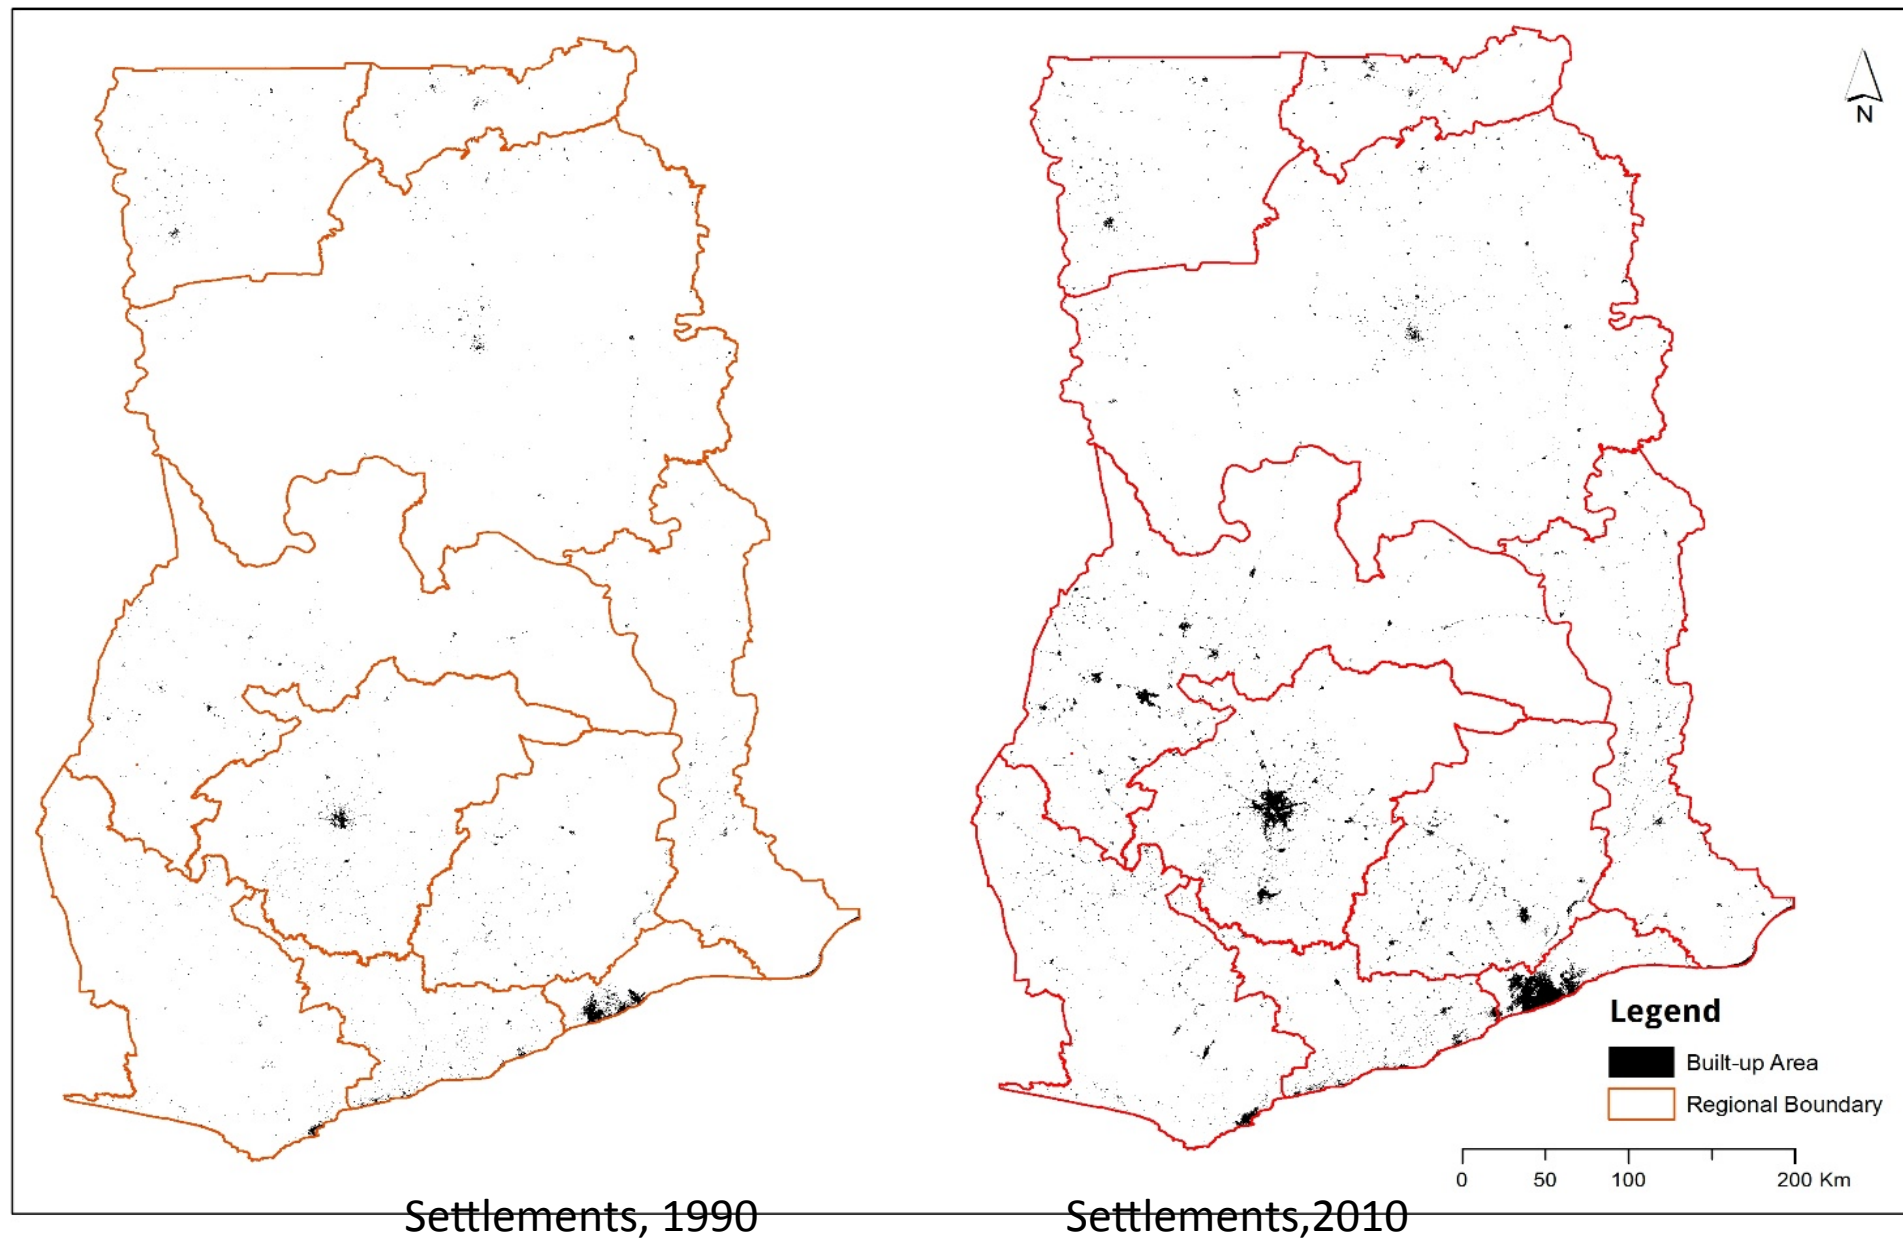 N
Legend
Built-up Area
Regional Boundary
0 50 100 200 Km
Settlements, 1990
Settlements,2010